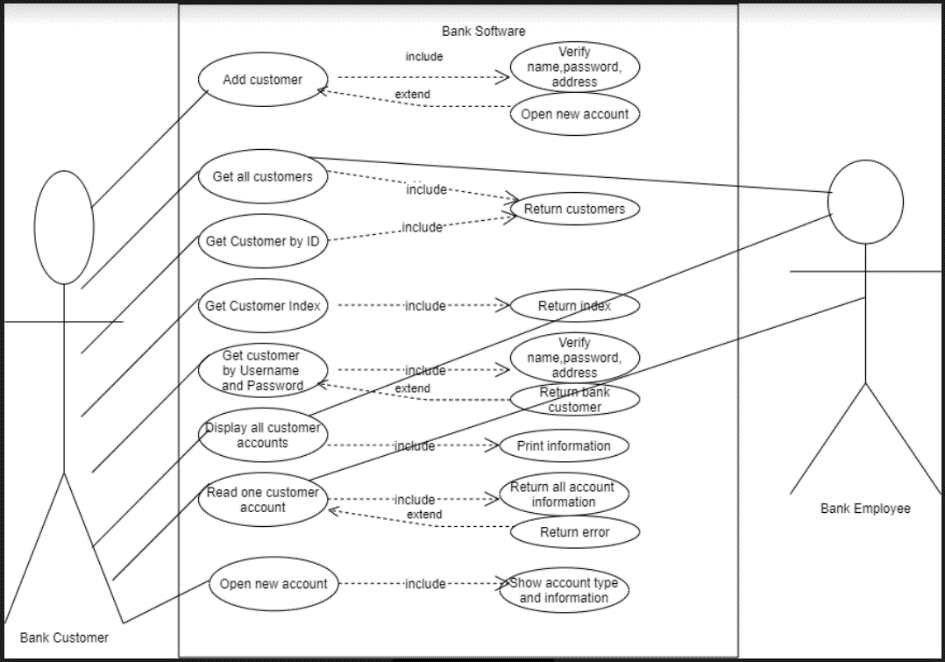 Bank Software
include
Verify
name,password,
address
Add customer
extend
Open new account
Get all customers
include
Return customers
Get Customer by ID
include
Get Customer Index
include
Return index
Get customer
by Username
and Password
include
Verify
name,password,
address
extend
Return bank
customer
Display all customer
accounts
include
Print information
Read one customer
account
include
Return all account
information
extend
Return error
Open new account
include
Show account type
and information
Bank Employee
Bank Customer